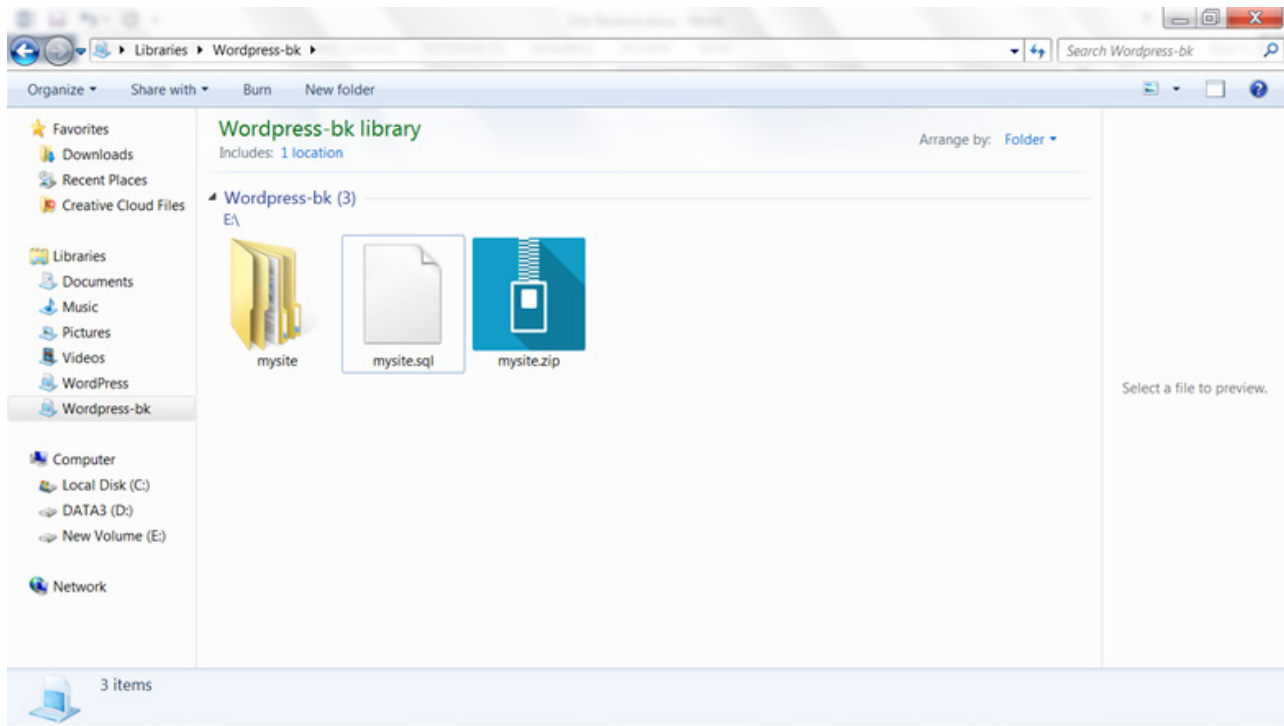 Libraries Wordpress-bk
Search Wordpress-bk
Organize Share with Burn New folder
Favorites
Downloads
Recent Places
Creative Cloud Files
Libraries
Documents
Music
Pictures
Videos
WordPress
Wordpress-bk
Computer
Local Disk (C:)
DATA3 (D:)
New Volume (E:)
Network
Wordpress-bk library
Includes: 1 location
Arrange by: Folder
Wordpress-bk (3)
E:\
mysite mysite.sql mysite.zip
Select a file to preview.
3 items